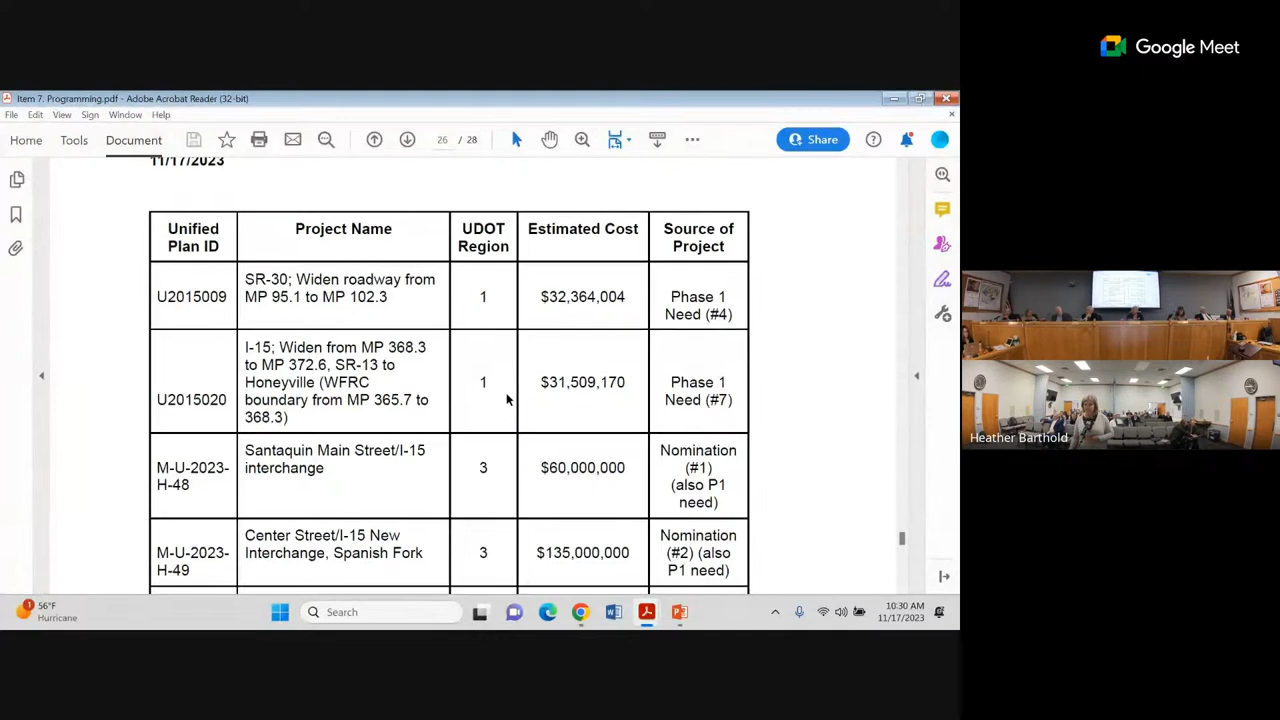 Google Meet
Item 7. Programming.pdf - Adobe Acrobat Reader (32-bit)
File Edit View Sign Window Help
Home Tools Document 26 / 28 Share
11/17/2023
Unified Plan ID
Project Name
UDOT Region
Estimated Cost
Source of Project
U2015009
SR-30; Widen roadway from
MP 95.1 to MP 102.3
1
$32,364,004
Phase 1
Need (#4)
U2015020
I-15; Widen from MP 368.3
to MP 372.6, SR-13 to
Honeyville (WFRC
boundary from MP 365.7 to
368.3)
1
$31,509,170
Phase 1
Need (#7)
M-U-2023-
H-48
Santaquin Main Street/I-15
interchange
3
$60,000,000
Nomination
(#1)
(also P1
need)
M-U-2023-
H-49
Center Street/I-15 New
Interchange, Spanish Fork
3
$135,000,000
Nomination
(#2) (also
P1 need)
Heather Barthold
1
56°F
Hurricane
Search
10:30 AM
11/17/2023